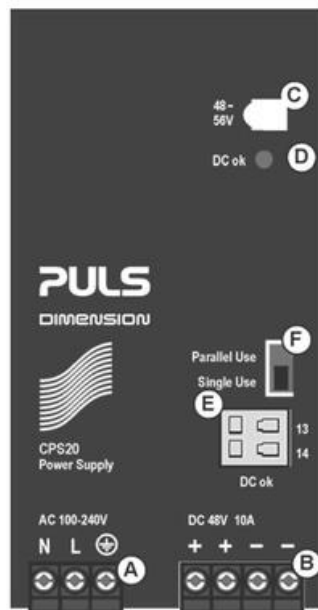 48-
56V
C
DC ok
D
PULS
DIMENSION
F
Parallel Use
Single Use
E
13
14
CPS20
Power Supply
DC ok
AC 100-240V
DC 48V 10A
N L
+ + - -
A
B